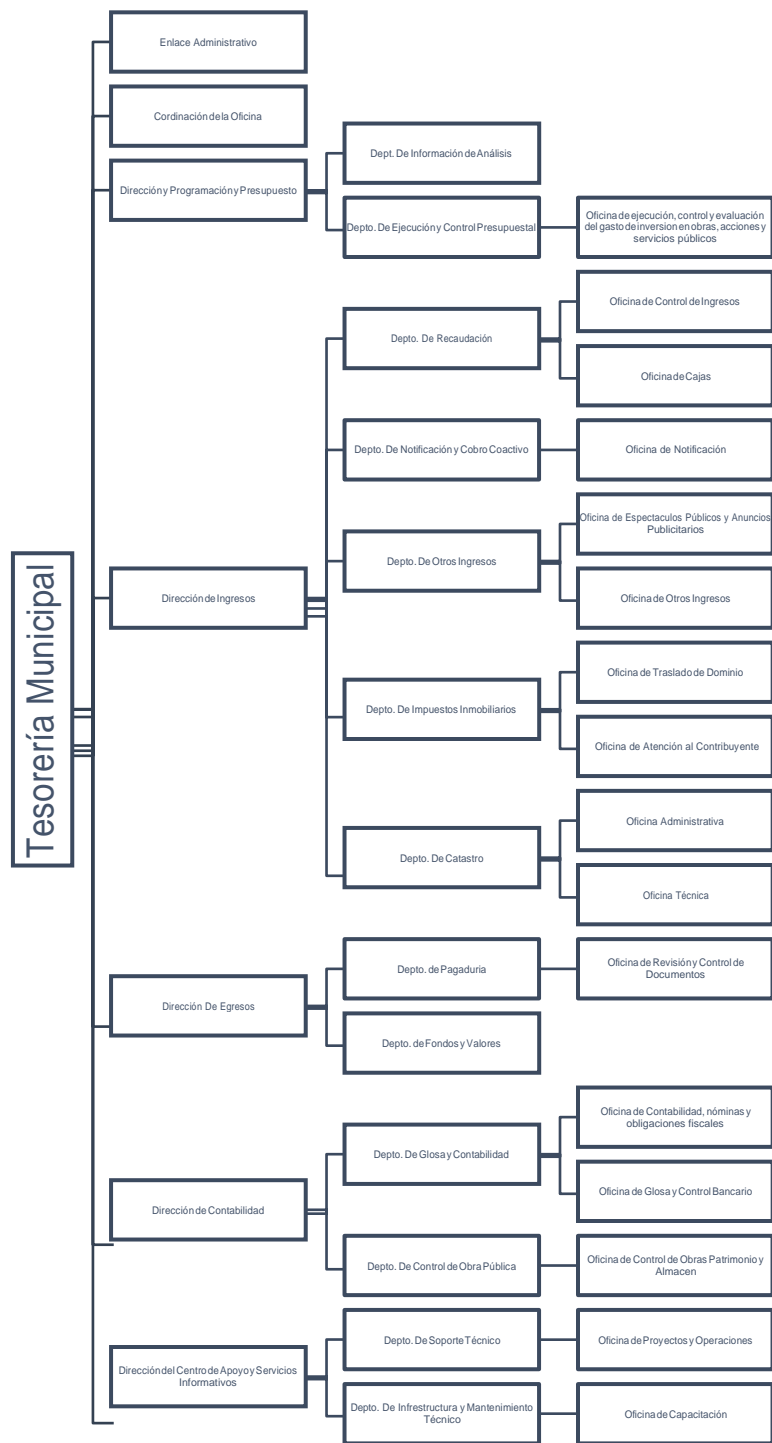 Tesorería Municipal
Enlace Administrativo
Cordinación de la Oficina
Dirección y Programación y Presupuesto
Dept. De Información de Análisis
Depto. De Ejecución y Control Presupuestal
Oficina de ejecución, control y evaluación
del gasto de inversion en obras, acciones y
servicios públicos
Dirección de Ingresos
Depto. De Recaudación
Oficina de Control de Ingresos
Oficina de Cajas
Depto. De Notificación y Cobro Coactivo
Oficina de Notificación
Depto. De Otros Ingresos
Oficina de Espectaculos Públicos y Anuncios
Publicitarios
Oficina de Otros Ingresos
Depto. De Impuestos Inmobiliarios
Oficina de Traslado de Dominio
Oficina de Atención al Contribuyente
Depto. De Catastro
Oficina Administrativa
Oficina Técnica
Dirección De Egresos
Depto. de Pagaduria
Oficina de Revisión y Control de
Documentos
Depto. de Fondos y Valores
Dirección de Contabilidad
Depto. De Glosa y Contabilidad
Oficina de Contabilidad, nóminas y
obligaciones fiscales
Oficina de Glosa y Control Bancario
Depto. De Control de Obra Pública
Oficina de Control de Obras Patrimonio y
Almacen
Dirección del Centro de Apoyo y Servicios
Informativos
Depto. De Soporte Técnico
Oficina de Proyectos y Operaciones
Depto. De Infrestructura y Mantenimiento
Técnico
Oficina de Capacitación